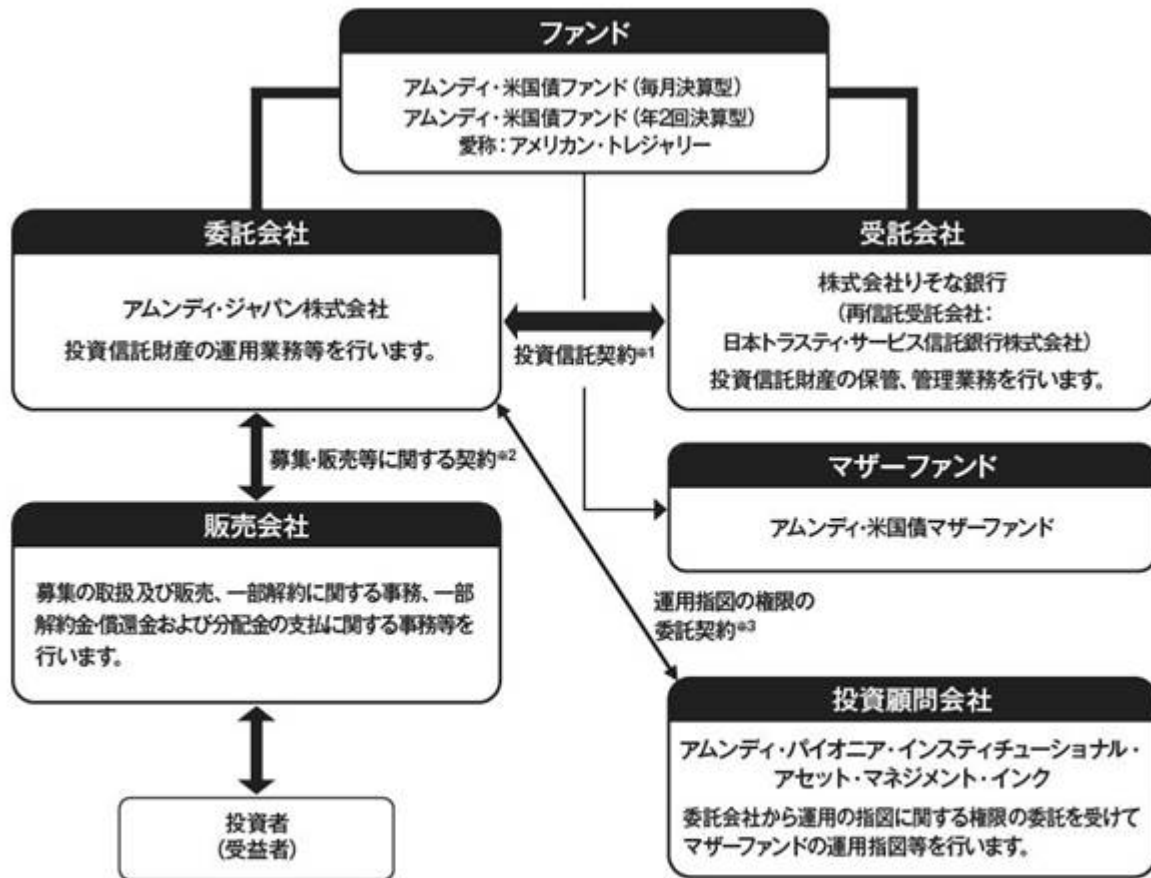 ファンド
アムンディ・米国債ファンド(毎月決算型)
アムンディ・米国債ファンド(年2回決算型)
愛称:アメリカン・トレジャリー
委託会社
アムンディ・ジャパン株式会社
投資信託財産の運用業務等を行います。
投資信託契約※1
受託会社
株式会社りそな銀行
(再信託受託会社:
日本トラスティ・サービス信託銀行株式会社)
投資信託財産の保管、管理業務を行います。
募集・販売等に関する契約※2
マザーファンド
アムンディ・米国債マザーファンド
販売会社
募集の取扱及び販売、一部解約に関する事務、一部
解約金・償還金および分配金の支払に関する事務等を
行います。
運用指図の権限の
委託契約※3
投資顧問会社
アムンディ・パイオニア・インスティチューショナル・
アセット・マネジメント・インク
委託会社から運用の指図に関する権限の委託を受けて
マザーファンドの運用指図等を行います。
投資者
(受益者)